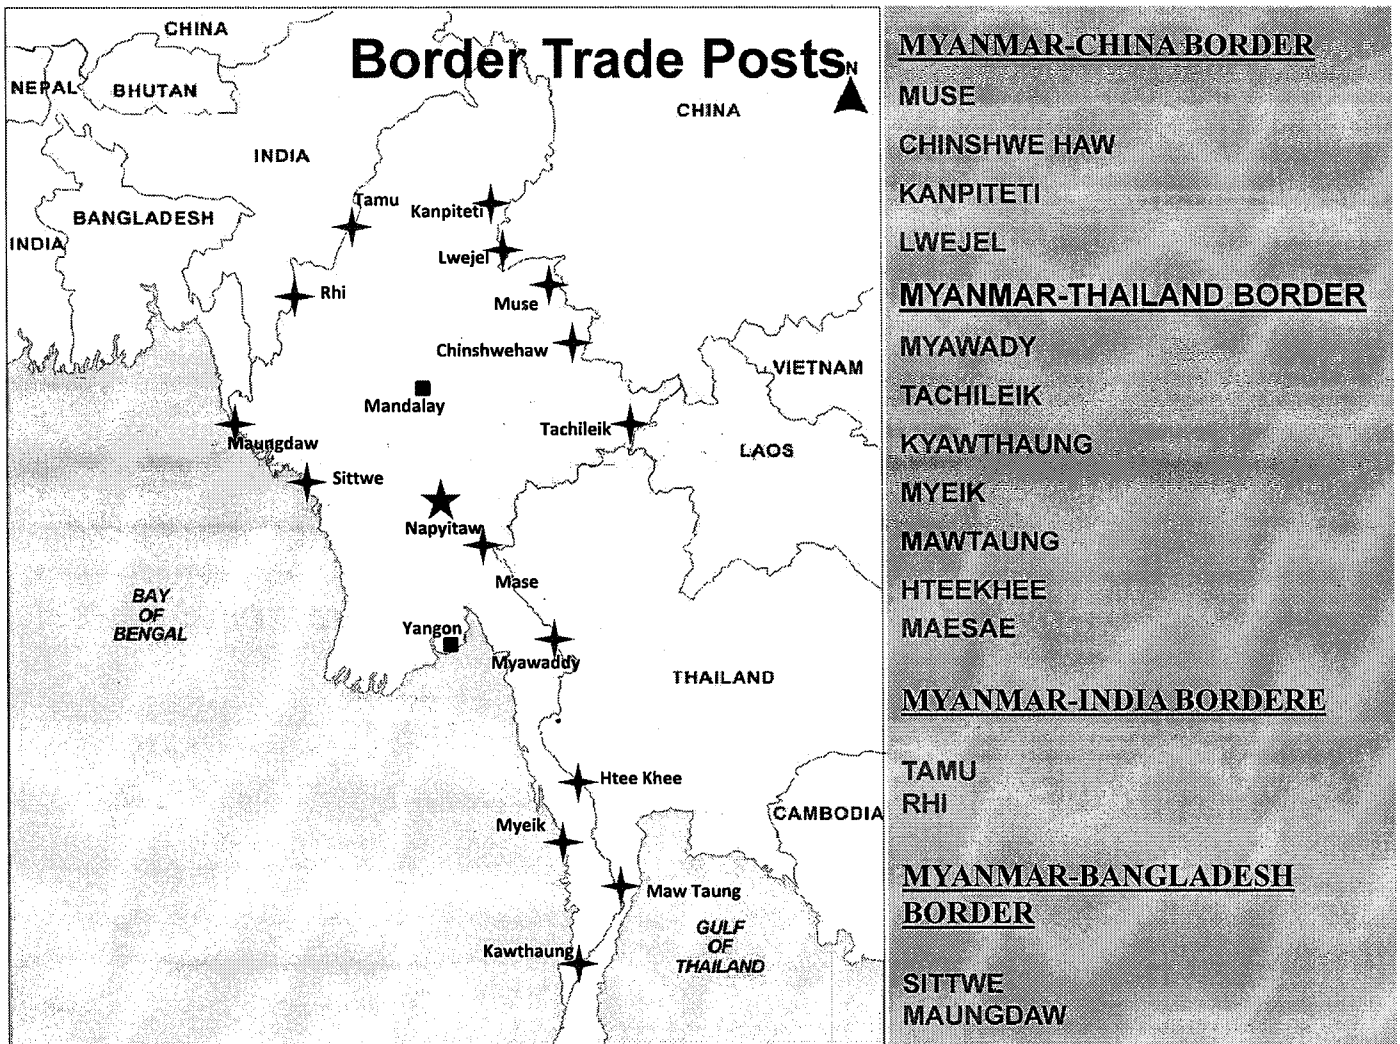 Border Trade Posts
N
CHINA
NEPAL
BHUTAN
CHINA
INDIA
BANGLADESH
INDIA
Tamu
Kanpiteti
Lwejel
Rhi
Muse
Chinshwehaw
VIETNAM
Mandalay
Tachileik
Maungdaw
LAOS
Sittwe
Napyitaw
Mase
BAY
OF
BENGAL
Yangon
Myawaddy
THAILAND
Htee Khee
CAMBODIA
Myeik
Maw Taung
GULF
OF
THAILAND
Kawthaung
MYANMAR-CHINA BORDER
MUSE
CHINSHWE HAW
KANPITETI
LWEJEL
MYANMAR-THAILAND BORDER
MYAWADY
TACHILEIK
KYAWTHAUNG
MYEIK
MAWTAUNG
HTEEKHEE
MAESAE
MYANMAR-INDIA BORDERE
TAMU
RHI
MYANMAR-BANGLADESH
BORDER
SITTWE
MAUNGDAW